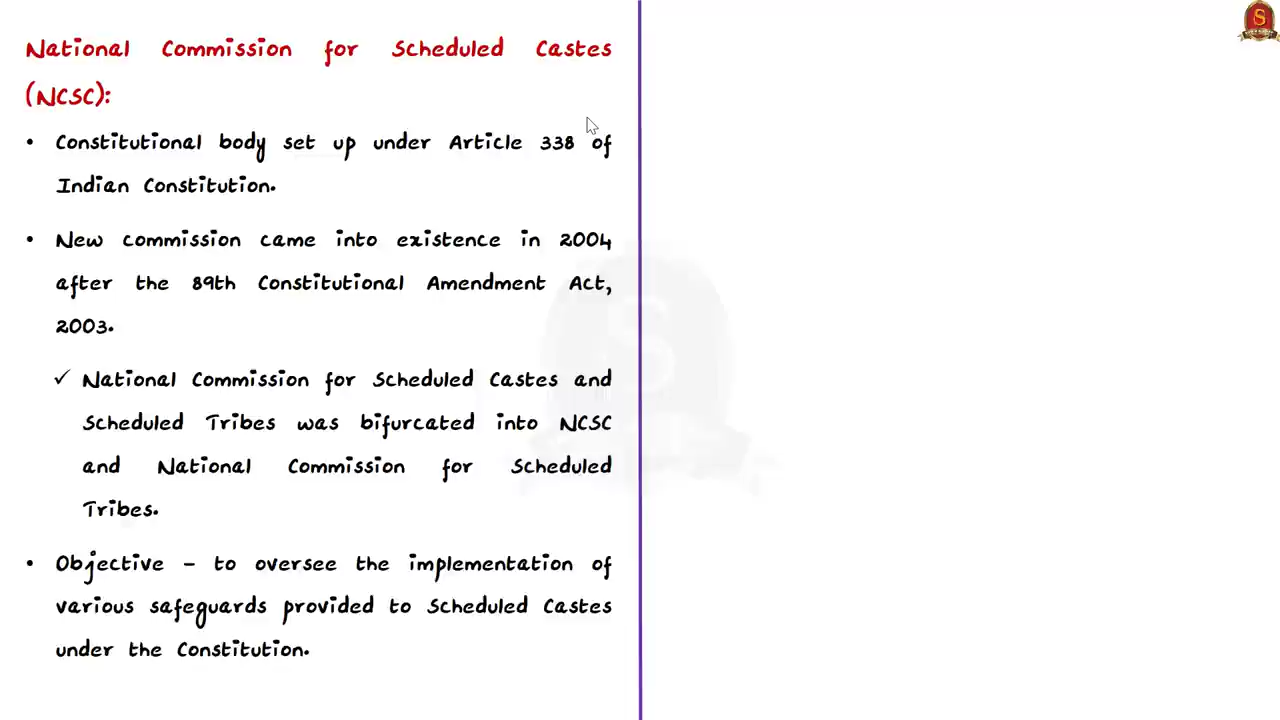 National Commission for Scheduled Castes
(NCSC):
• Constitutional body set up under Article 338 of
Indian Constitution.
• New commission came into existence in 2004
after the 89th Constitutional Amendment Act,
2003.
✓ National Commission for Scheduled Castes and
Scheduled Tribes was bifurcated into NCSC
and National Commission for Scheduled
Tribes.
• Objective – to oversee the implementation of
various safeguards provided to Scheduled Castes
under the Constitution.
S